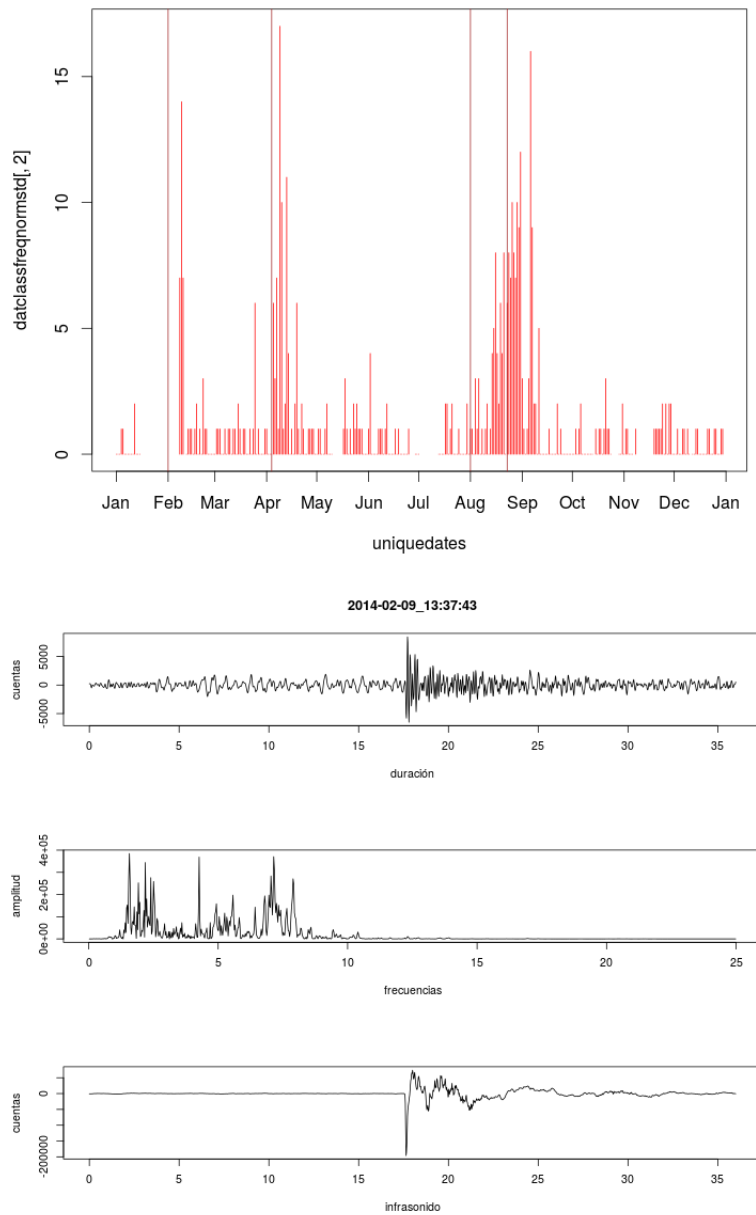 datclassfreqnormstd[, 2]
15
10
5
0
Jan Feb Mar Apr May Jun Jul Aug Sep Oct Nov Dec Jan
uniquedates
2014-02-09_13:37:43
cuentas
5000
0
-5000
0 5 10 15 20 25 30 35
duración
amplitud
4e+05
2e+05
0e+00
0 5 10 15 20 25
frecuencias
cuentas
0
-200000
0 5 10 15 20 25 30 35
infrasonido